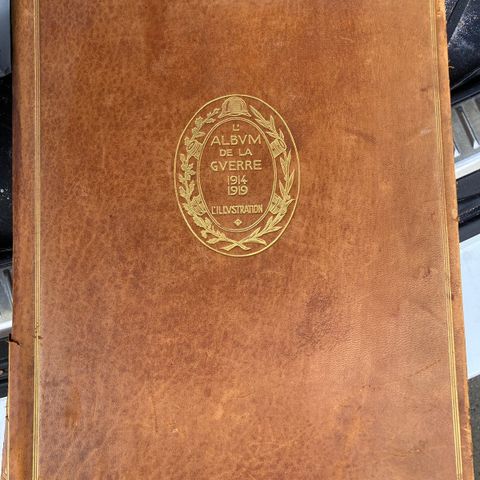 L'
ALBVM
DE LA
GVERRE
1914
1919
L'ILLVSTRATION